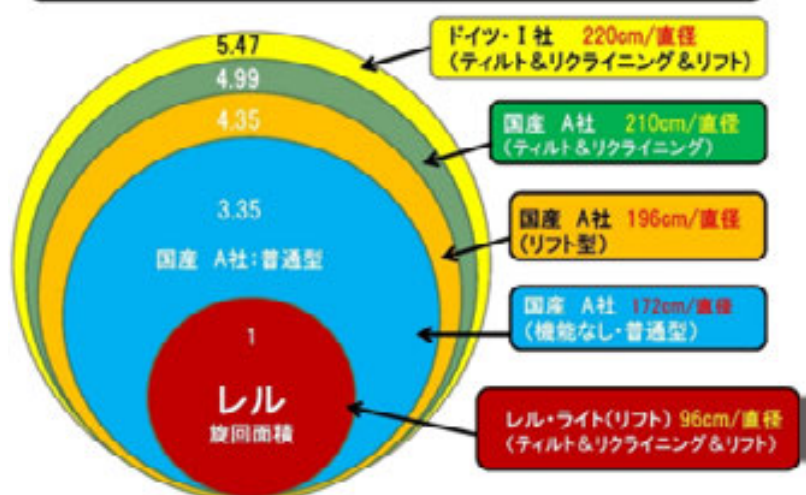 5.47
4.99
4.35
3.35
国産 A社:普通型
1
レル
旋回面積
ドイツ・I社 220cm/直径
(ティルト&リクライニング&リフト)
国産 A社 210cm/直径
(ティルト&リクライニング)
国産 A社 196cm/直径
(リフト型)
国産 A社 172cm/直径
(機能なし・普通型)
レル・ライト(リフト) 96cm/直径
(ティルト&リクライニング&リフト)